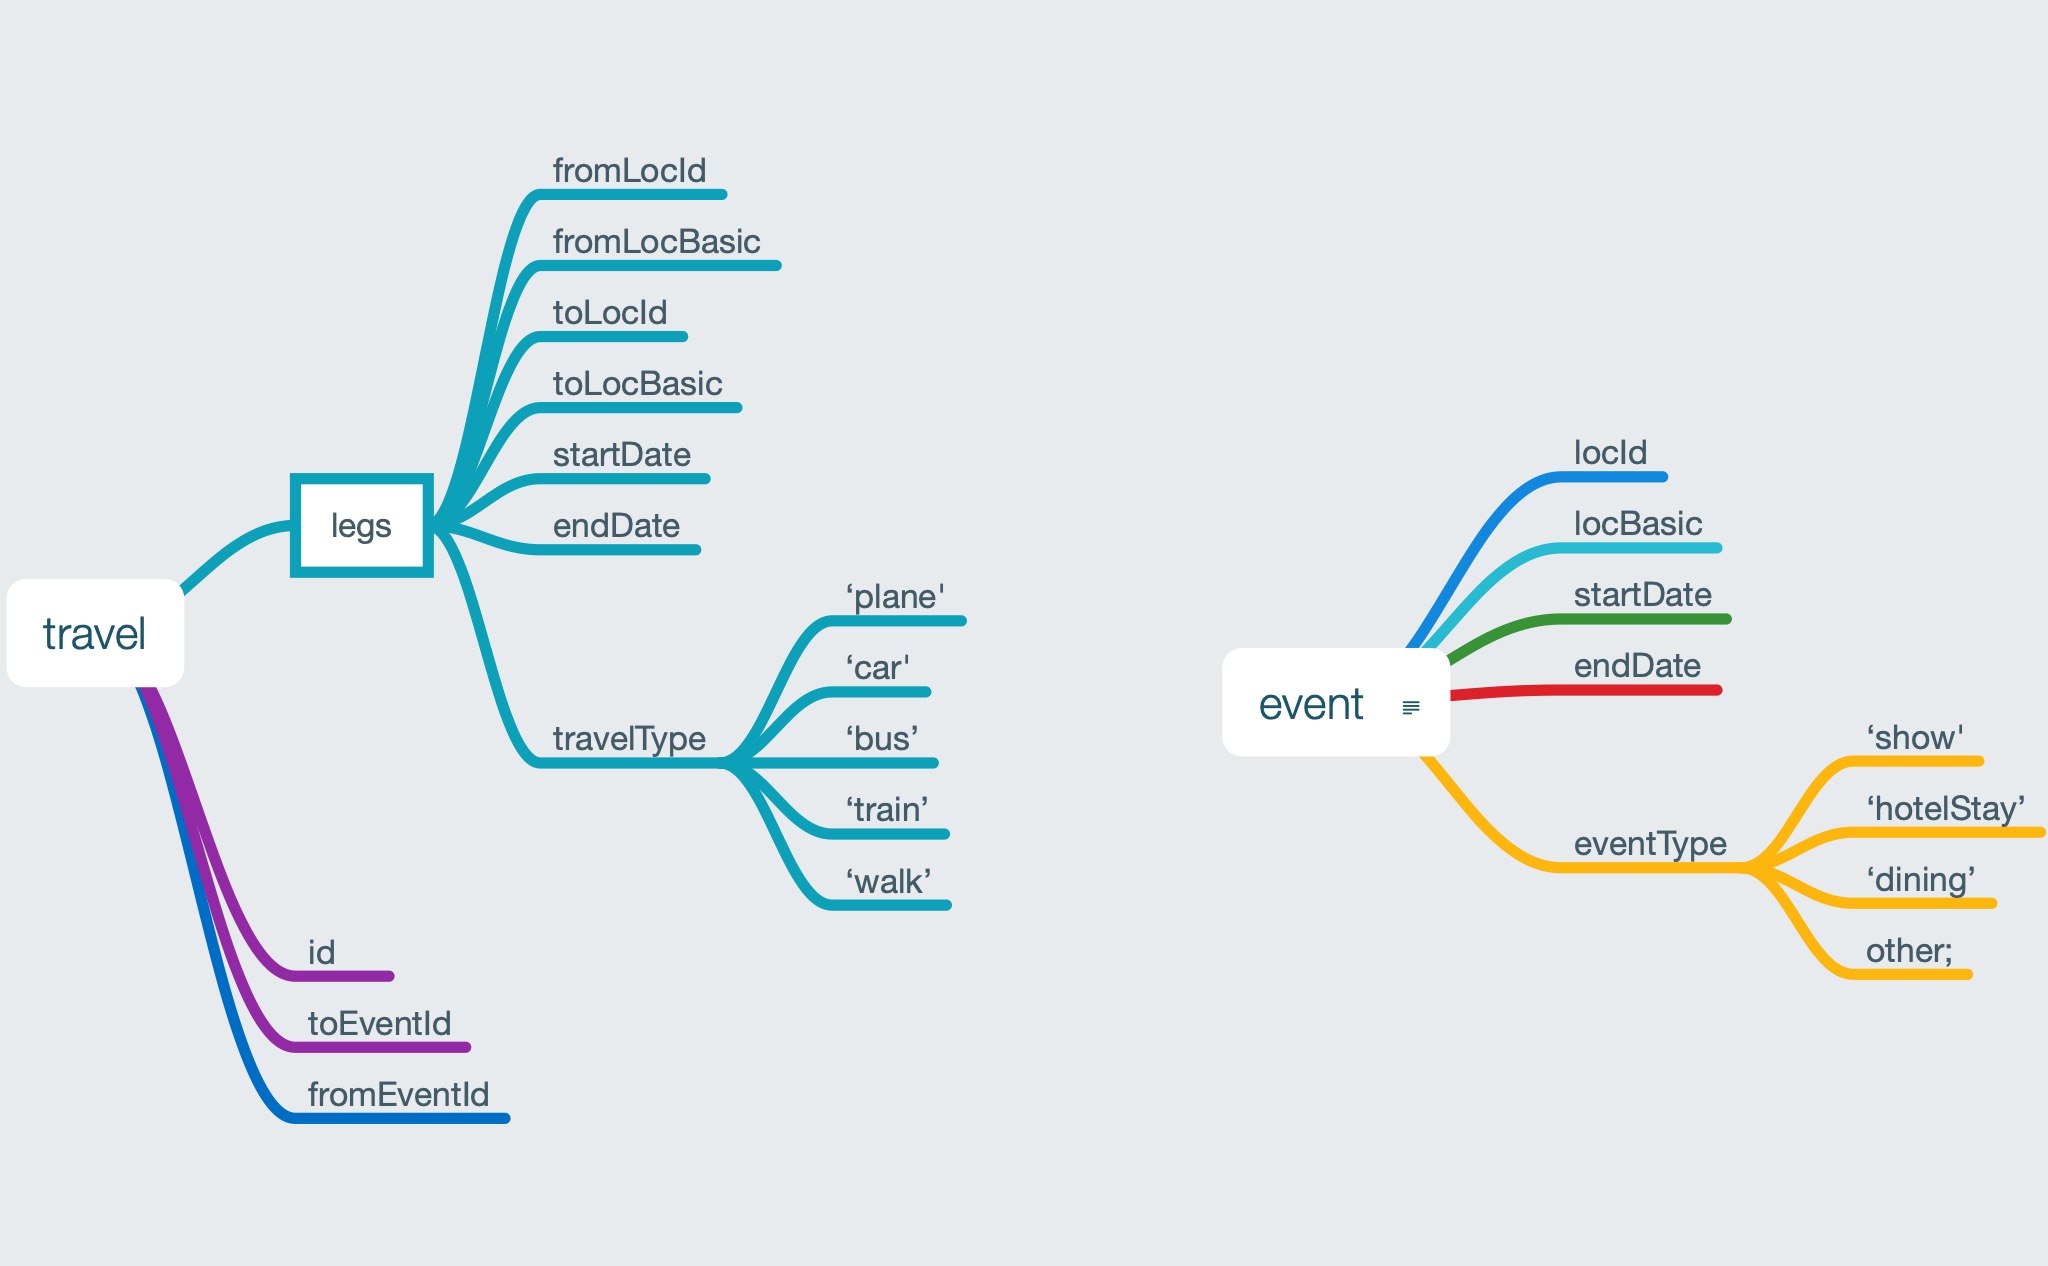 travel
legs
fromLocId
fromLocBasic
toLocId
toLocBasic
startDate
endDate
travelType
‘plane'
‘car'
‘bus’
‘train’
‘walk’
id
toEventId
fromEventId
event
locId
locBasic
startDate
endDate
eventType
‘show'
‘hotelStay’
‘dining’
other;